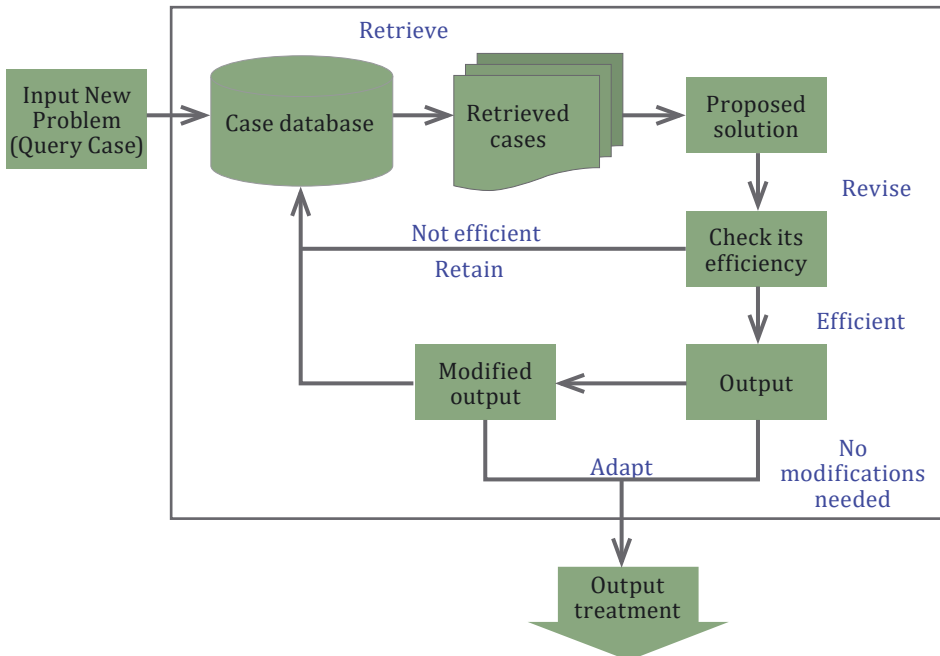 Retrieve
Input New
Problem
(Query Case)
Case database
Retrieved
cases
Proposed
solution
Revise
Not efficient
Check its
efficiency
Retain
Efficient
Modified
output
Output
Adapt
No
modifications
needed
Output
treatment